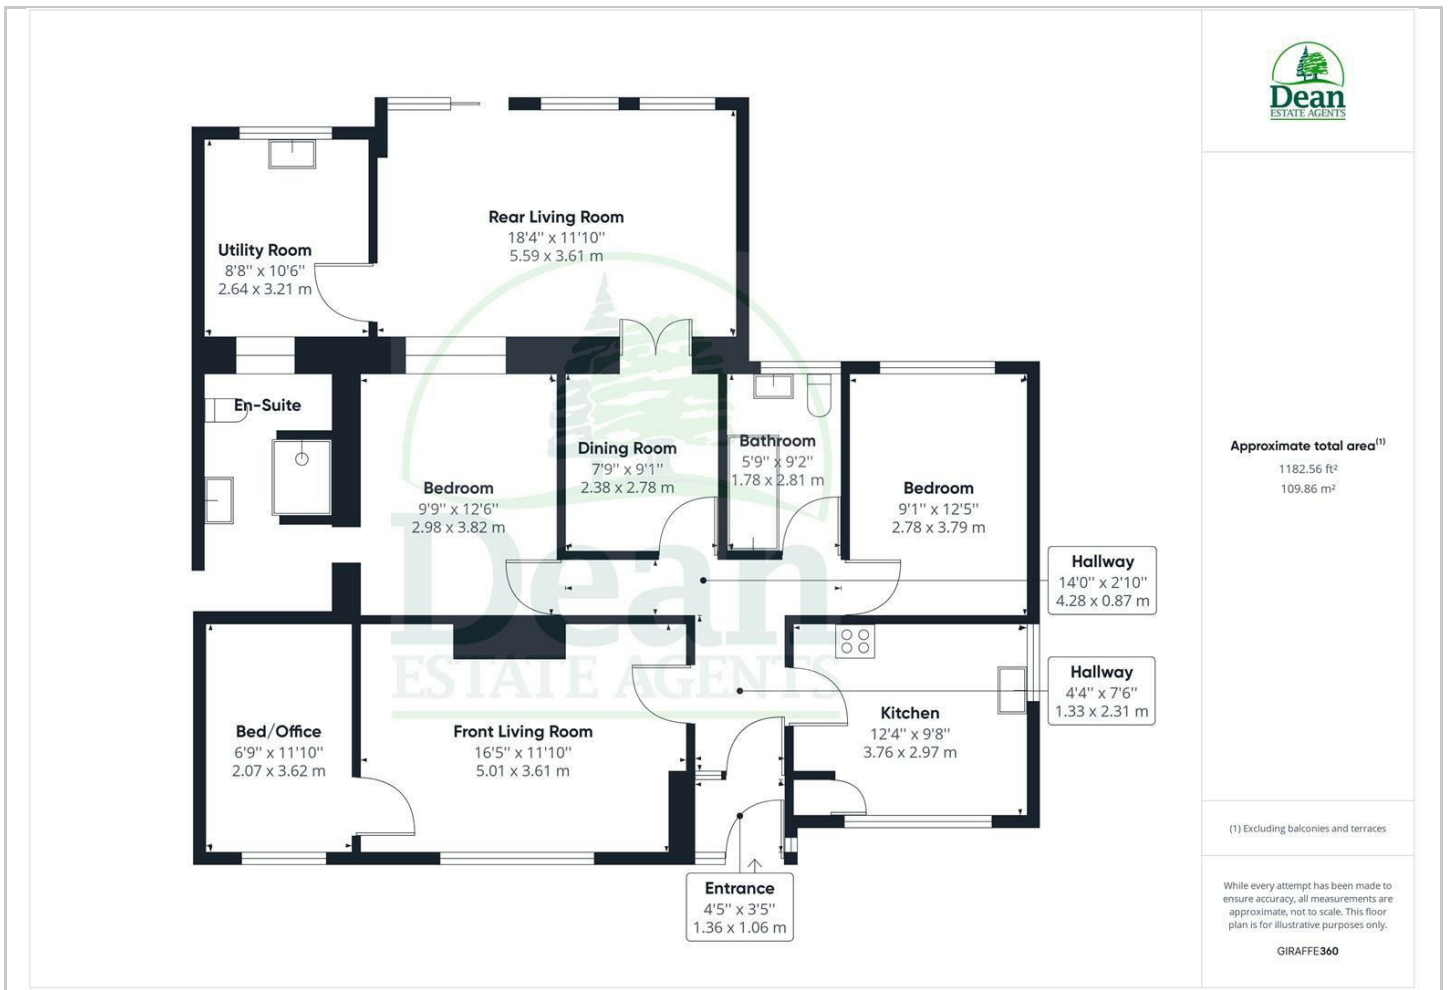 Dean
ESTATE AGENTS
Rear Living Room
18'4'' x 11'10''
5.59 x 3.61 m
Utility Room
8'8'' x 10'6''
2.64 x 3.21 m
En-Suite
Bedroom
9'9'' x 12'6''
2.98 x 3.82 m
Dining Room
7'9'' x 9'1''
2.38 x 2.78 m
Bathroom
5'9'' x 9'2''
1.78 x 2.81 m
Bedroom
9'1'' x 12'5''
2.78 x 3.79 m
Hallway
14'0'' x 2'10''
4.28 x 0.87 m
Hallway
4'4'' x 7'6''
1.33 x 2.31 m
Dean
ESTATE AGENTS
Bed/Office
6'9'' x 11'10''
2.07 x 3.62 m
Front Living Room
16'5'' x 11'10''
5.01 x 3.61 m
Kitchen
12'4'' x 9'8''
3.76 x 2.97 m
Entrance
4'5'' x 3'5''
1.36 x 1.06 m
Approximate total area(1)
1182.56 ft²
109.86 m²
(1) Excluding balconies and terraces
While every attempt has been made to
ensure accuracy, all measurements are
approximate, not to scale. This floor
plan is for illustrative purposes only.
GIRAFFE360